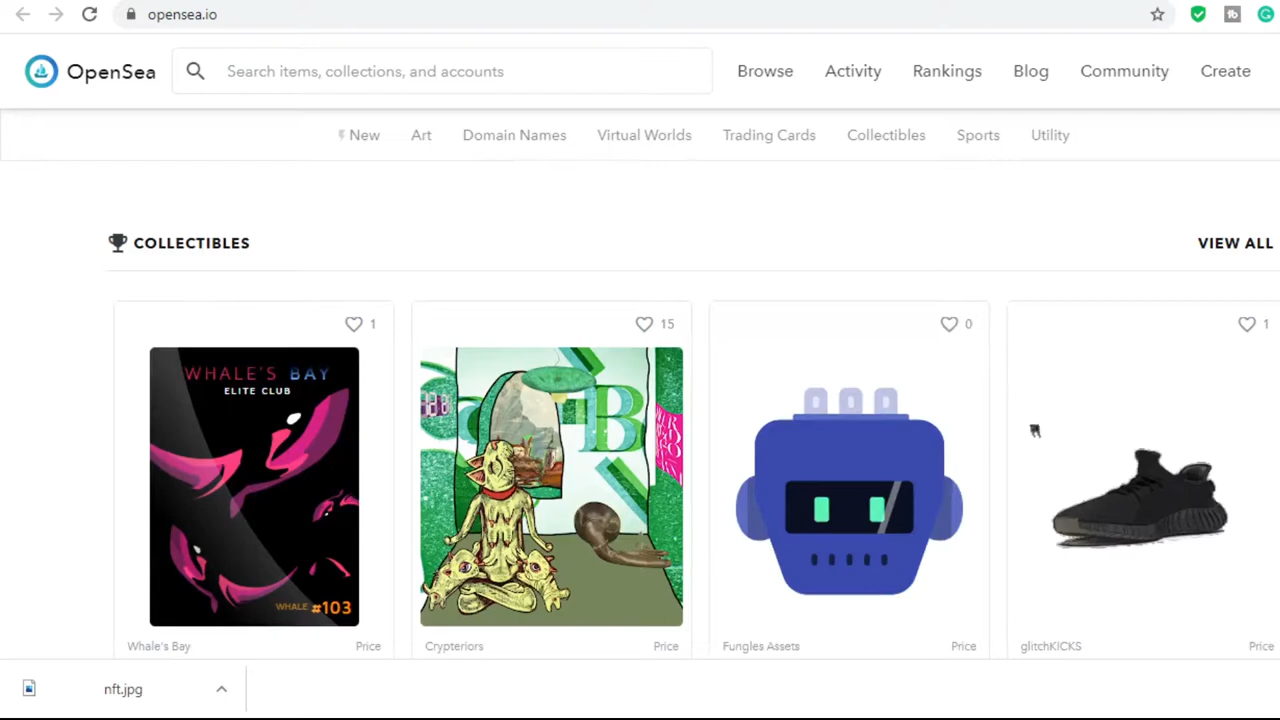 opensea.io
OpenSea
Search items, collections, and accounts
Browse
Activity
Rankings
Blog
Community
Create
New
Art
Domain Names
Virtual Worlds
Trading Cards
Collectibles
Sports
Utility
COLLECTIBLES
VIEW ALL
1
15
0
1
WHALE'S BAY
ELITE CLUB
WHALE #103
B
Whale's Bay
Price
Crypteriors
Price
Fungles Assets
Price
glitchKICKS
Price
nft.jpg